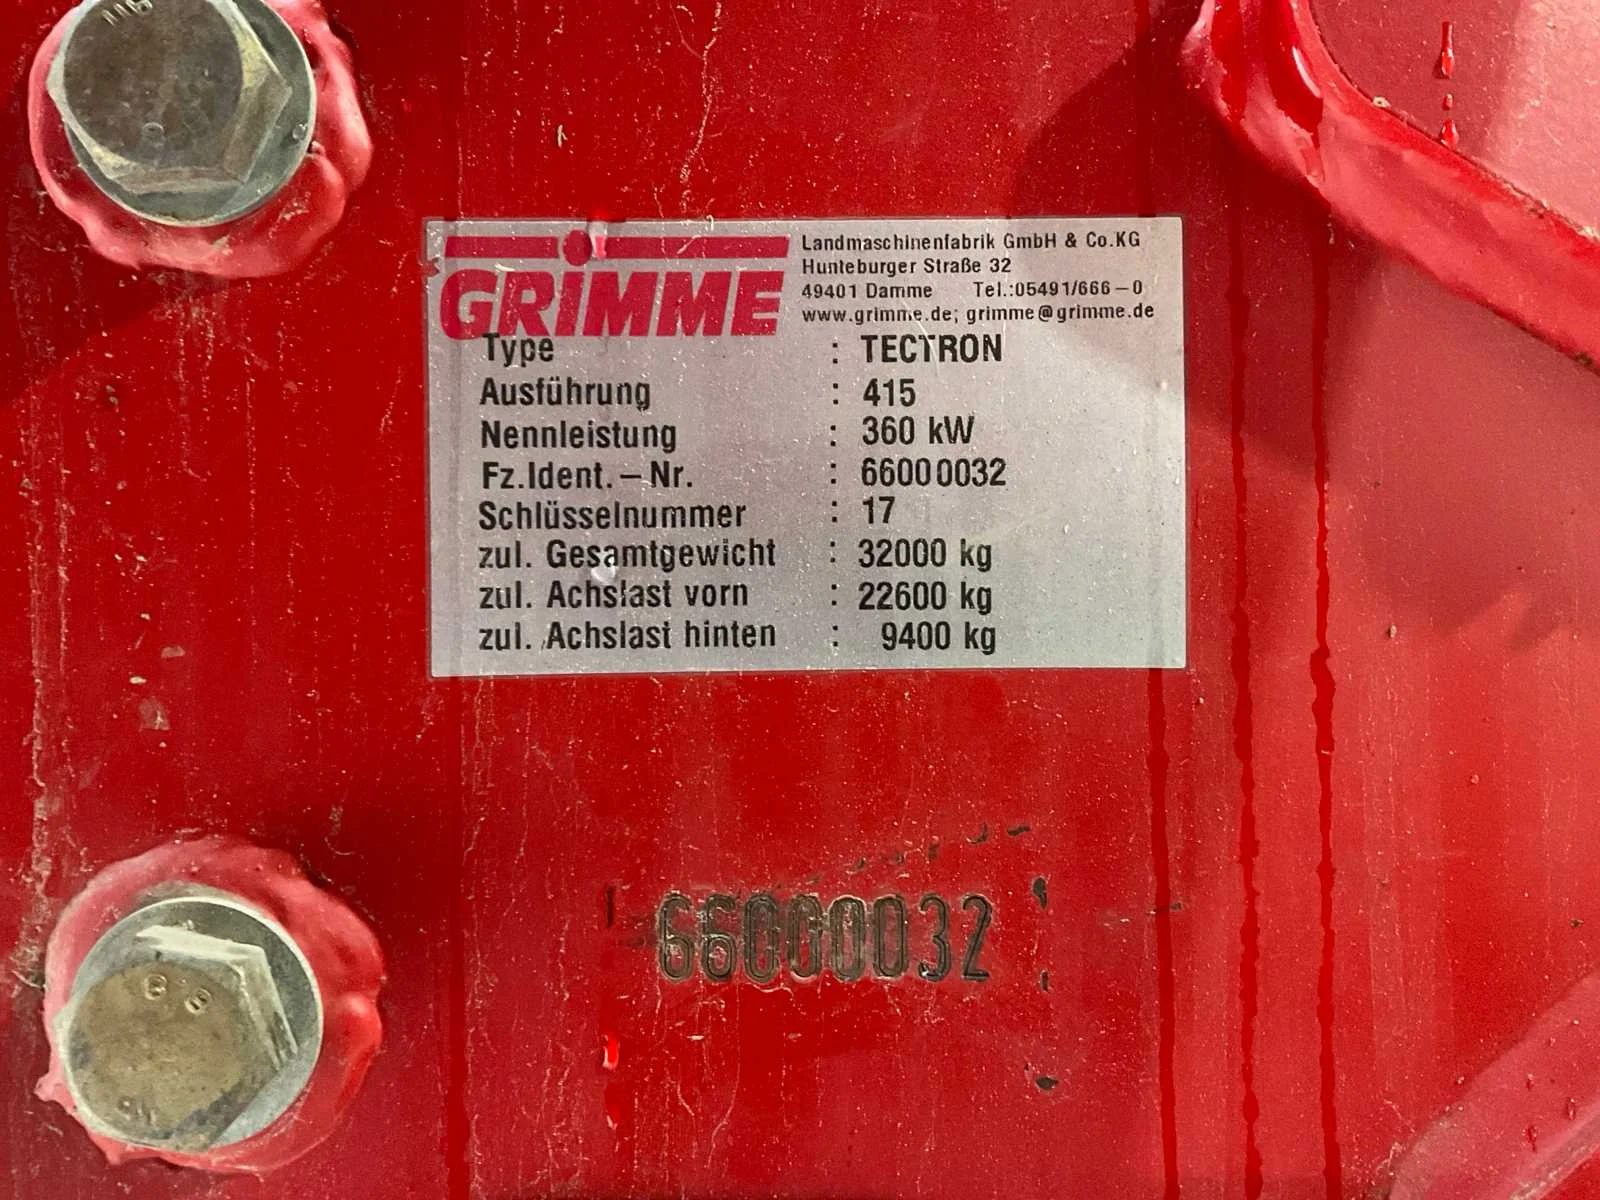 GRiMME
Landmaschinenfabrik GmbH & Co.KG
Hunteburger Straße 32
49401 Damme Tel.:05491/666-0
www.grimme.de; grimme@grimme.de
Type : TECTRON
Ausführung : 415
Nennleistung : 360 kW
Fz.Ident.-Nr. : 66000032
Schlüsselnummer : 17
zul. Gesamtgewicht : 32000 kg
zul. Achslast vorn : 22600 kg
zul. Achslast hinten : 9400 kg
66000032
8.8